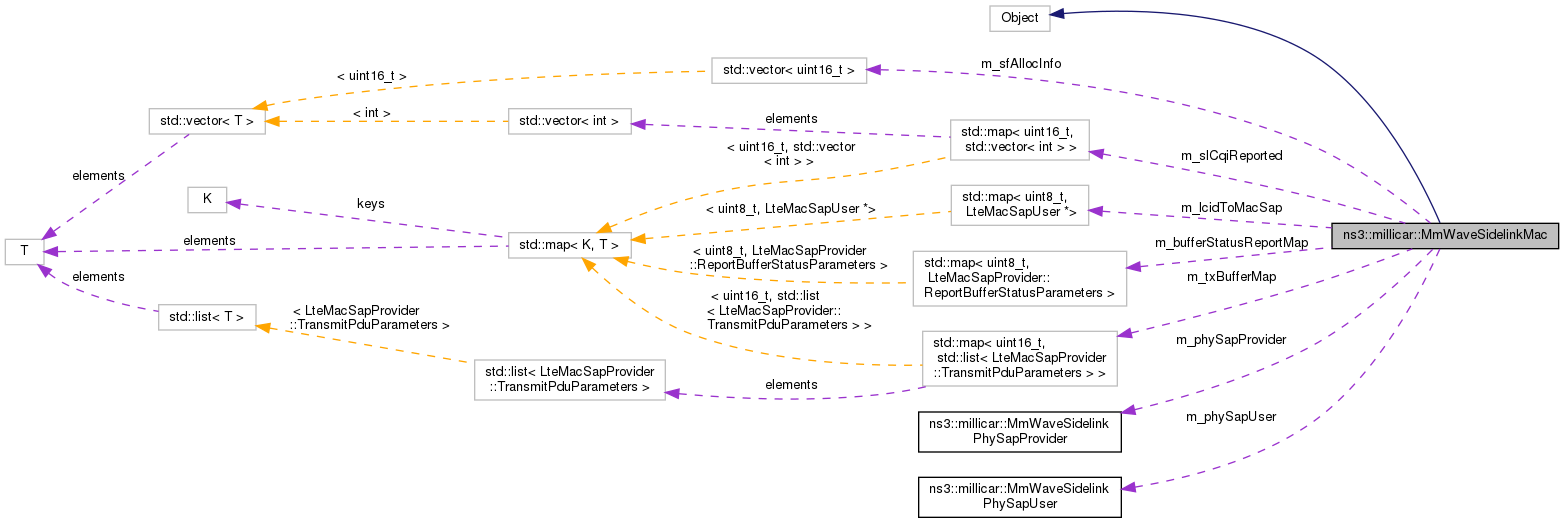 Object
m_sfAllocInfo
std::vector< uint16_t >
< uint16_t >
std::vector< T >
< int >
std::vector< int >
elements
std::map< uint16_t,
std::vector< int > >
m_slCqiReported
< uint16_t, std::vector
< int > >
elements
K
keys
std::map< uint8_t,
LteMacSapUser *>
m_lcidToMacSap
< uint8_t, LteMacSapUser *>
ns3::millicar::MmWaveSidelinkMac
T
elements
std::map< K, T >
m_bufferStatusReportMap
< uint8_t, LteMacSapProvider
::ReportBufferStatusParameters >
std::map< uint8_t,
LteMacSapProvider::
ReportBufferStatusParameters >
elements
m_txBufferMap
std::list< T >
< LteMacSapProvider
::TransmitPduParameters >
< uint16_t, std::list
< LteMacSapProvider::
TransmitPduParameters > >
std::map< uint16_t,
std::list< LteMacSapProvider
::TransmitPduParameters > >
m_phySapProvider
std::list< LteMacSapProvider
::TransmitPduParameters >
elements
m_phySapUser
ns3::millicar::MmWaveSidelink
PhySapProvider
ns3::millicar::MmWaveSidelink
PhySapUser